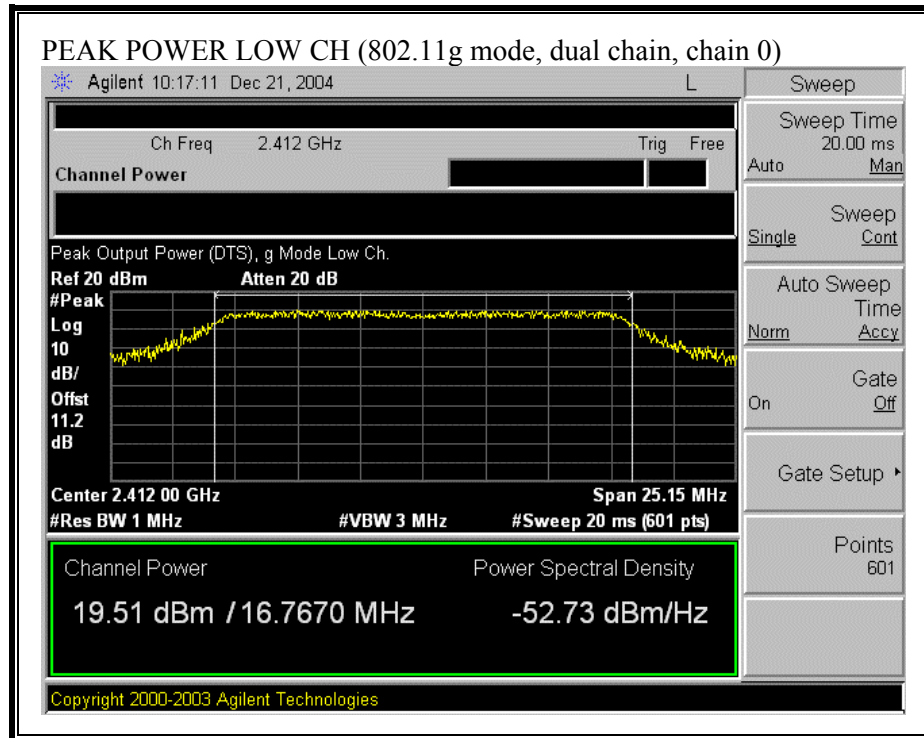 PEAK POWER LOW CH (802.11g mode, dual chain, chain 0)
Agilent 10:17:11 Dec 21, 2004 L
Ch Freq 2.412 GHz Trig Free
Channel Power
Peak Output Power (DTS), g Mode Low Ch.
Ref 20 dBm Atten 20 dB
#Peak
Log
10
dB/
Offst
11.2
dB
Center 2.412 00 GHz Span 25.15 MHz
#Res BW 1 MHz #VBW 3 MHz #Sweep 20 ms (601 pts)
Channel Power Power Spectral Density
19.51 dBm / 16.7670 MHz -52.73 dBm/Hz
Copyright 2000-2003 Agilent Technologies
Sweep
Sweep Time
20.00 ms
Auto Man
Sweep
Single Cont
Auto Sweep
Time
Norm Accy
Gate
On Off
Gate Setup
Points
601